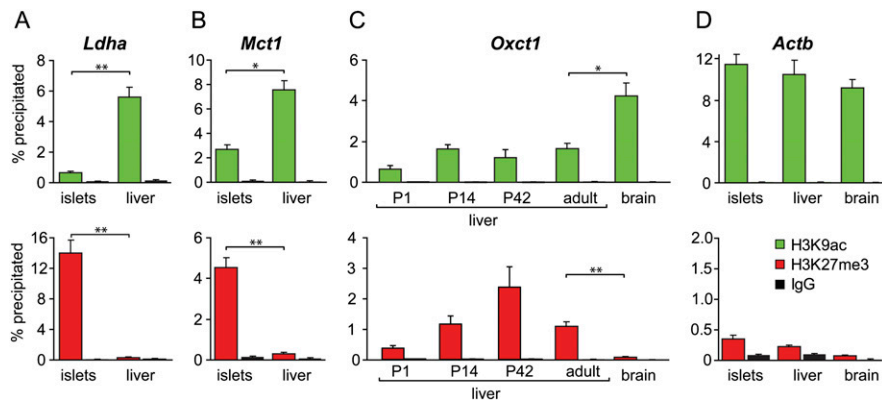 A
B
C
D
Ldha
Mct1
Oxct1
Actb
% precipitated
8
6
4
2
0
**
islets
liver
10
8
6
4
2
0
*
islets
liver
6
4
2
0
*
P1
P14
P42
adult
brain
liver
12
8
4
0
islets
liver
brain
% precipitated
16
12
8
4
0
**
islets
liver
6
4
2
0
**
islets
liver
4
3
2
1
0
**
P1
P14
P42
adult
brain
liver
2.0
1.5
1.0
0.5
0
H3K9ac
H3K27me3
IgG
islets
liver
brain